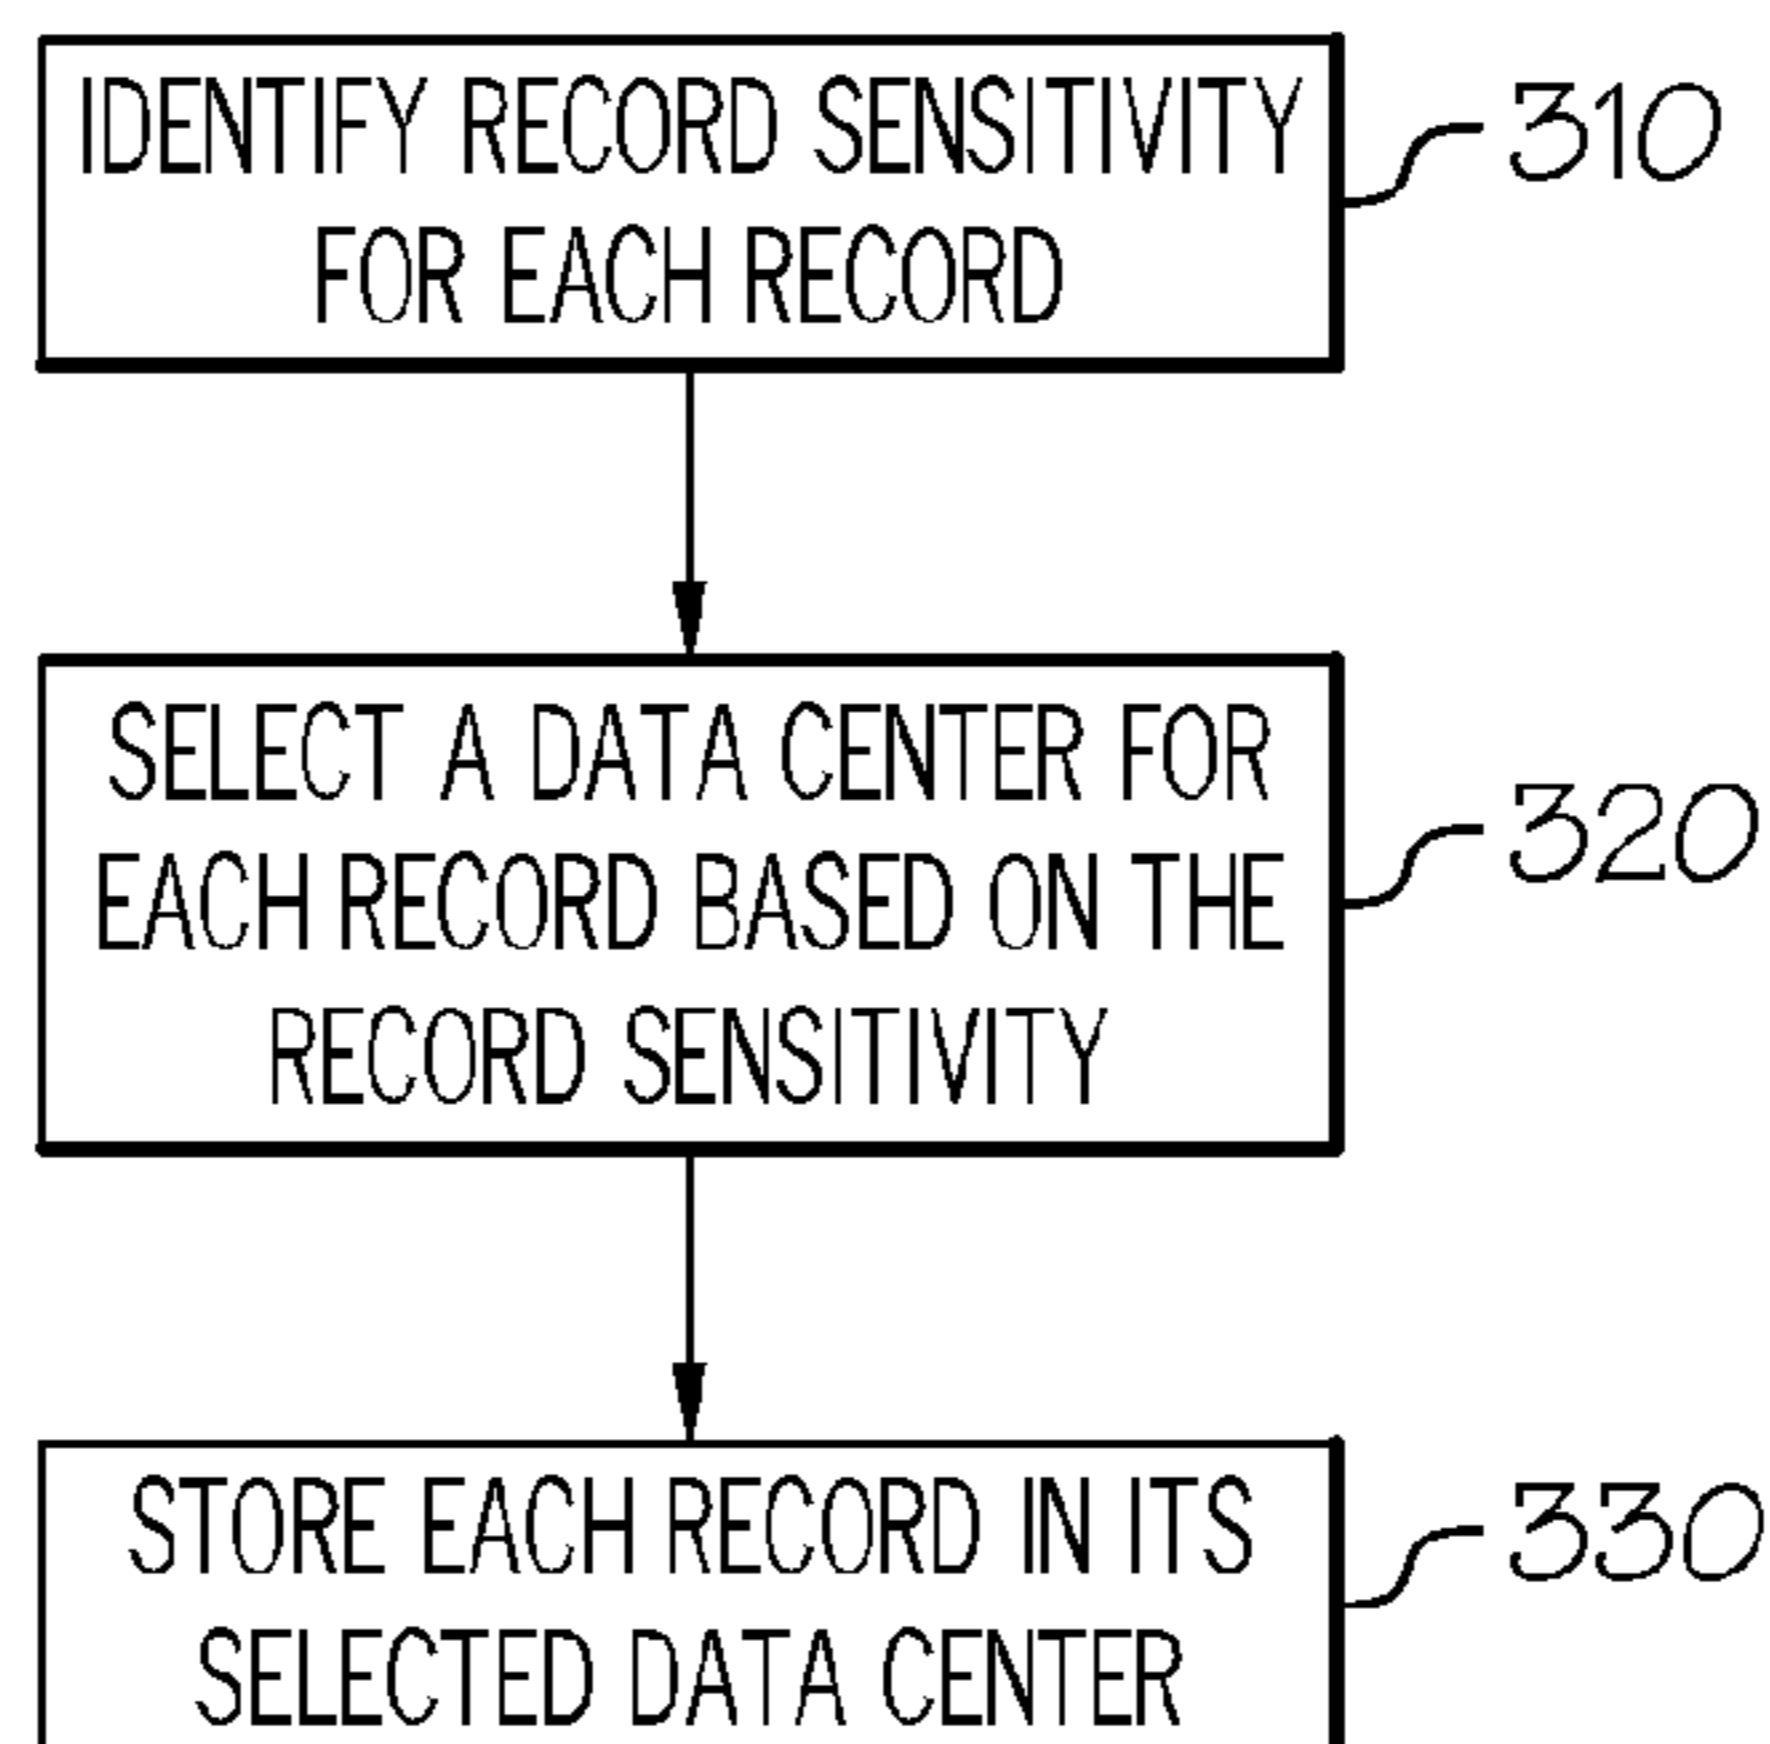 IDENTIFY RECORD SENSITIVITY
FOR EACH RECORD
310
SELECT A DATA CENTER FOR
EACH RECORD BASED ON THE
RECORD SENSITIVITY
320
STORE EACH RECORD IN ITS
SELECTED DATA CENTER
330